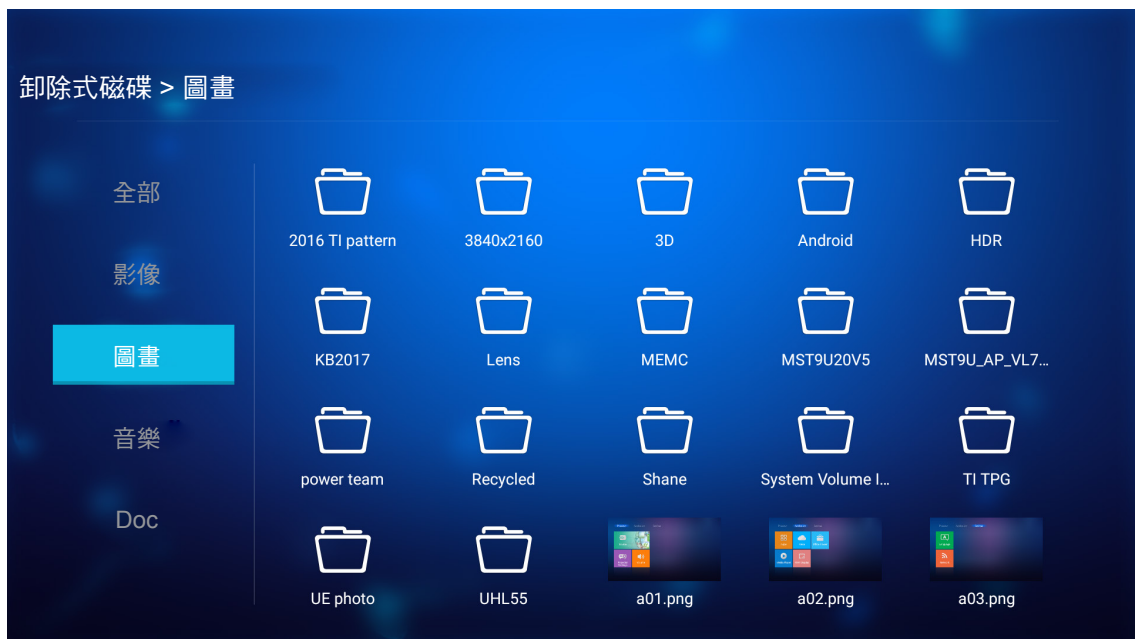 卸除式磁碟 > 圖畫
全部
影像
圖畫
音樂
Doc
2016 TI pattern
3840x2160
3D
Android
HDR
KB2017
Lens
MEMC
MST9U20V5
MST9U_AP_VL7...
power team
Recycled
Shane
System Volume I...
TI TPG
UE photo
UHL55
a01.png
a02.png
a03.png